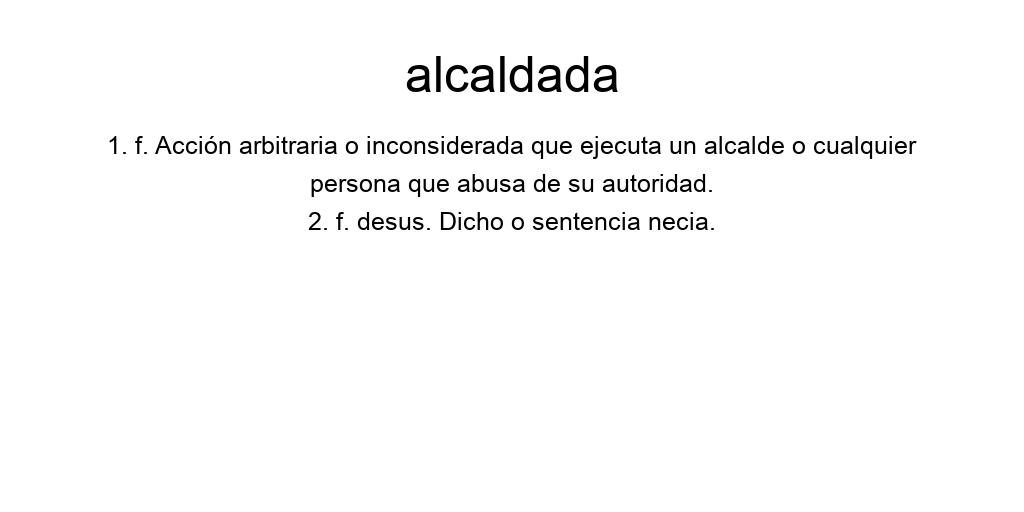 alcaldada
1. f. Acción arbitraria o inconsiderada que ejecuta un alcalde o cualquier
persona que abusa de su autoridad.
2. f. desus. Dicho o sentencia necia.